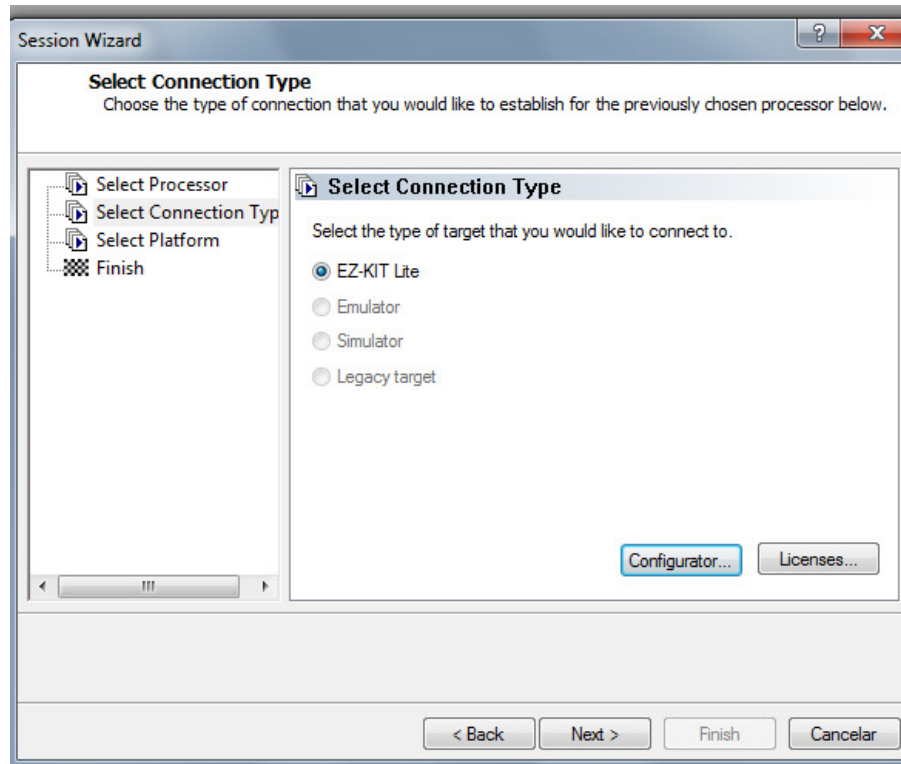 Session Wizard
?
X
Select Connection Type
Choose the type of connection that you would like to establish for the previously chosen processor below.
Select Processor
Select Connection Typ
Select Platform
Finish
Select Connection Type
Select the type of target that you would like to connect to.
EZ-KIT Lite
Emulator
Simulator
Legacy target
Configurator...
Licenses...
< Back
Next >
Finish
Cancelar